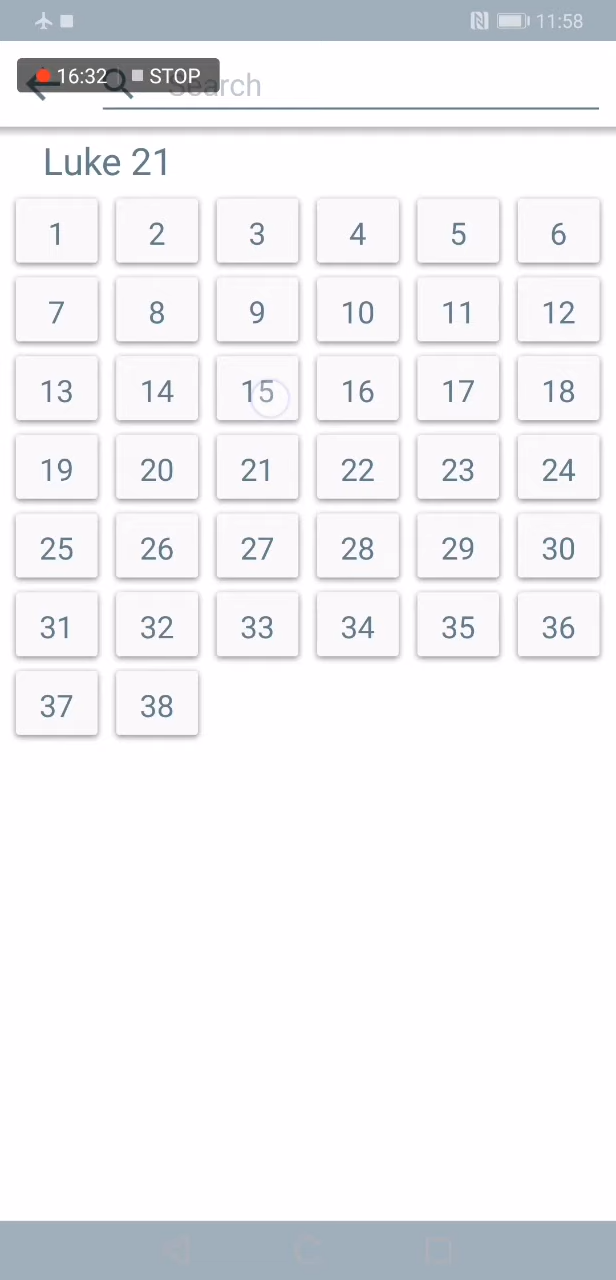 11:58
16:32 STOP
Search
Luke 21
1 2 3 4 5 6
7 8 9 10 11 12
13 14 15 16 17 18
19 20 21 22 23 24
25 26 27 28 29 30
31 32 33 34 35 36
37 38